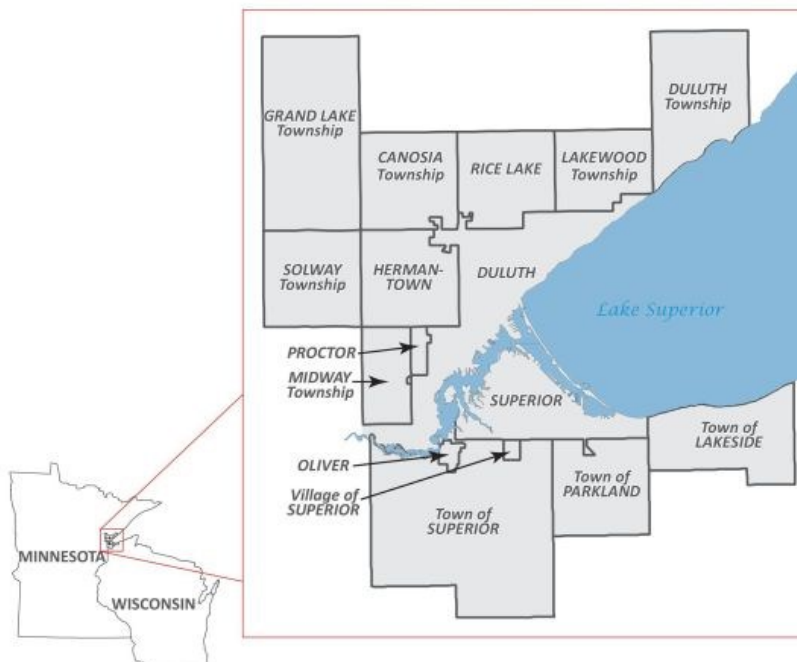 DULUTH
Township
GRAND LAKE
Township
CANOSIA
Township
RICE LAKE
LAKEWOOD
Township
SOLWAY
Township
HERMAN-
TOWN
DULUTH
Lake Superior
PROCTOR
MIDWAY
Township
SUPERIOR
Town of
LAKESIDE
OLIVER
Village of
SUPERIOR
Town of
SUPERIOR
Town of
PARKLAND
MINNESOTA
WISCONSIN